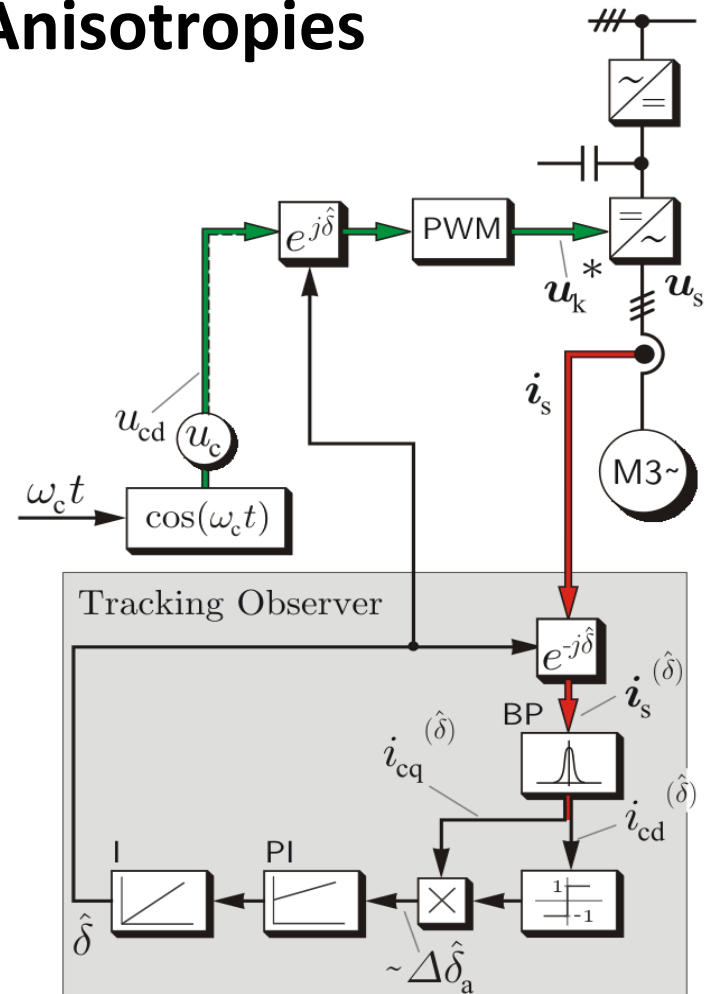 Anisotropies
~
=
e^{jδ̂}
PWM
=
~
u_k*
u_s
i_s
u_cd
u_c
M3~
ω_c t
cos(ω_c t)
Tracking Observer
e^{-jδ̂}
i_s^{(δ̂)}
BP
i_cq^{(δ̂)}
i_cd^{(δ̂)}
I
PI
×
1
-1
δ̂
~Δδ̂_a